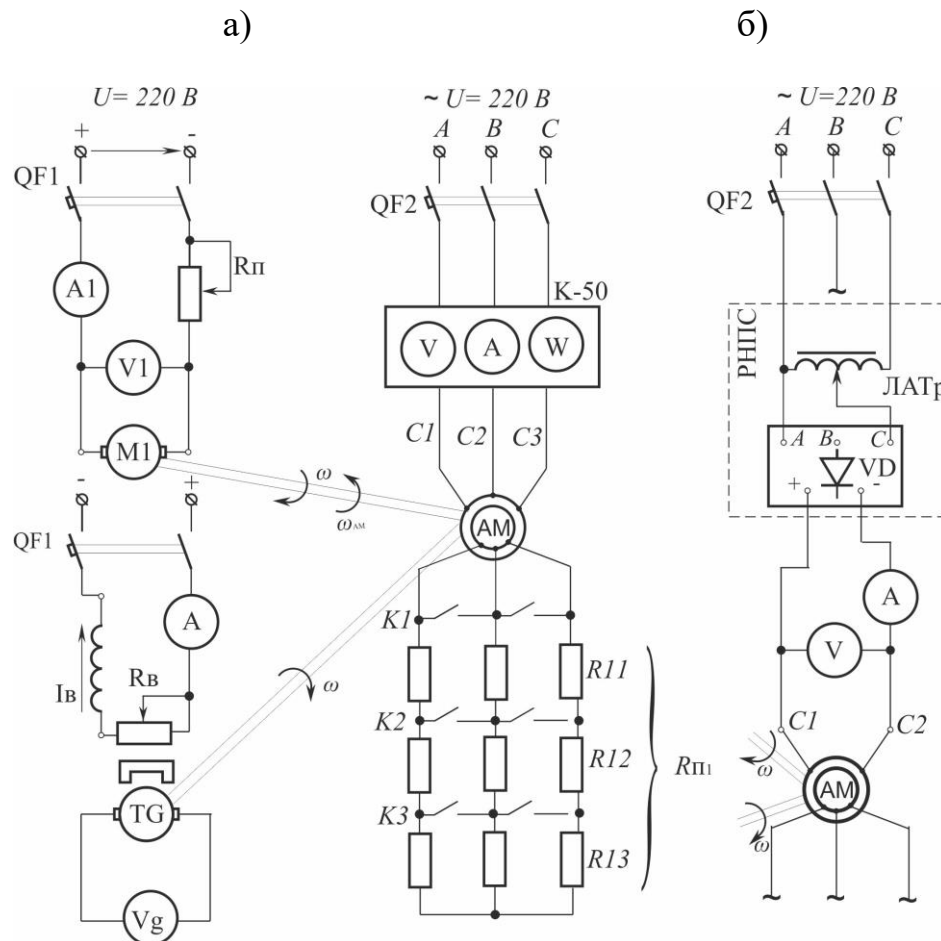 а)
б)
U= 220 В
+
-
QF1
Rп
A1
V1
M1
-
+
QF1
A
Iв
Rв
TG
Vg
ω
ωАМ
ω
~ U= 220 В
A
B
C
QF2
K-50
V
A
W
C1
C2
C3
AM
K1
R11
K2
R12
Rп1
K3
R13
~ U=220 В
A
B
C
QF2
~
РНПС
ЛАТр
A
B
C
VD
+
-
A
V
C1
C2
ω
AM
ω
~
~
~